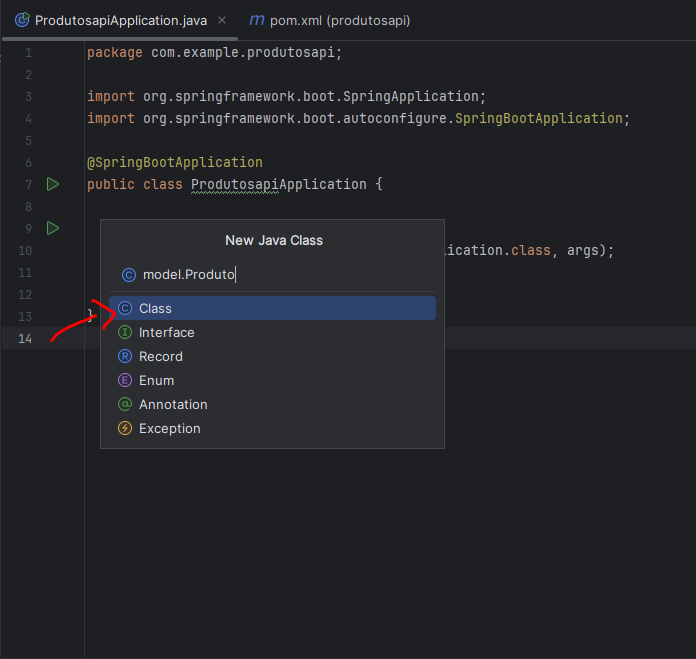 ProdutosapiApplication.java
m pom.xml (produtosapi)
1 package com.example.produtosapi;
2
3 import org.springframework.boot.SpringApplication;
4 import org.springframework.boot.autoconfigure.SpringBootApplication;
5
6 @SpringBootApplication
7 public class ProdutosapiApplication {
8
9
10 lication.class, args);
11
12
13 }
14
New Java Class
C model.Produto
C Class
I Interface
R Record
E Enum
@ Annotation
Exception